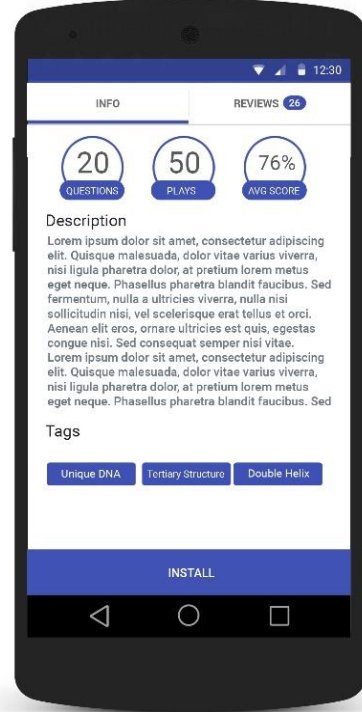 12:30
INFO
REVIEWS 26
20
QUESTIONS
50
PLAYS
76%
AVG SCORE
Description
Lorem ipsum dolor sit amet, consectetur adipiscing
elit. Quisque malesuada, dolor vitae varius viverra,
nisi ligula pharetra dolor, at pretium lorem metus
eget neque. Phasellus pharetra blandit faucibus. Sed
fermentum, nulla a ultricies viverra, nulla nisi
sollicitudin nisi, vel scelerisque erat tellus et orci.
Aenean elit eros, ornare ultricies est quis, egestas
congue nisi. Sed consequat semper nisi vitae.
Lorem ipsum dolor sit amet, consectetur adipiscing
elit. Quisque malesuada, dolor vitae varius viverra,
nisi ligula pharetra dolor, at pretium lorem metus
eget neque. Phasellus pharetra blandit faucibus. Sed
Tags
Unique DNA
Tertiary Structure
Double Helix
INSTALL